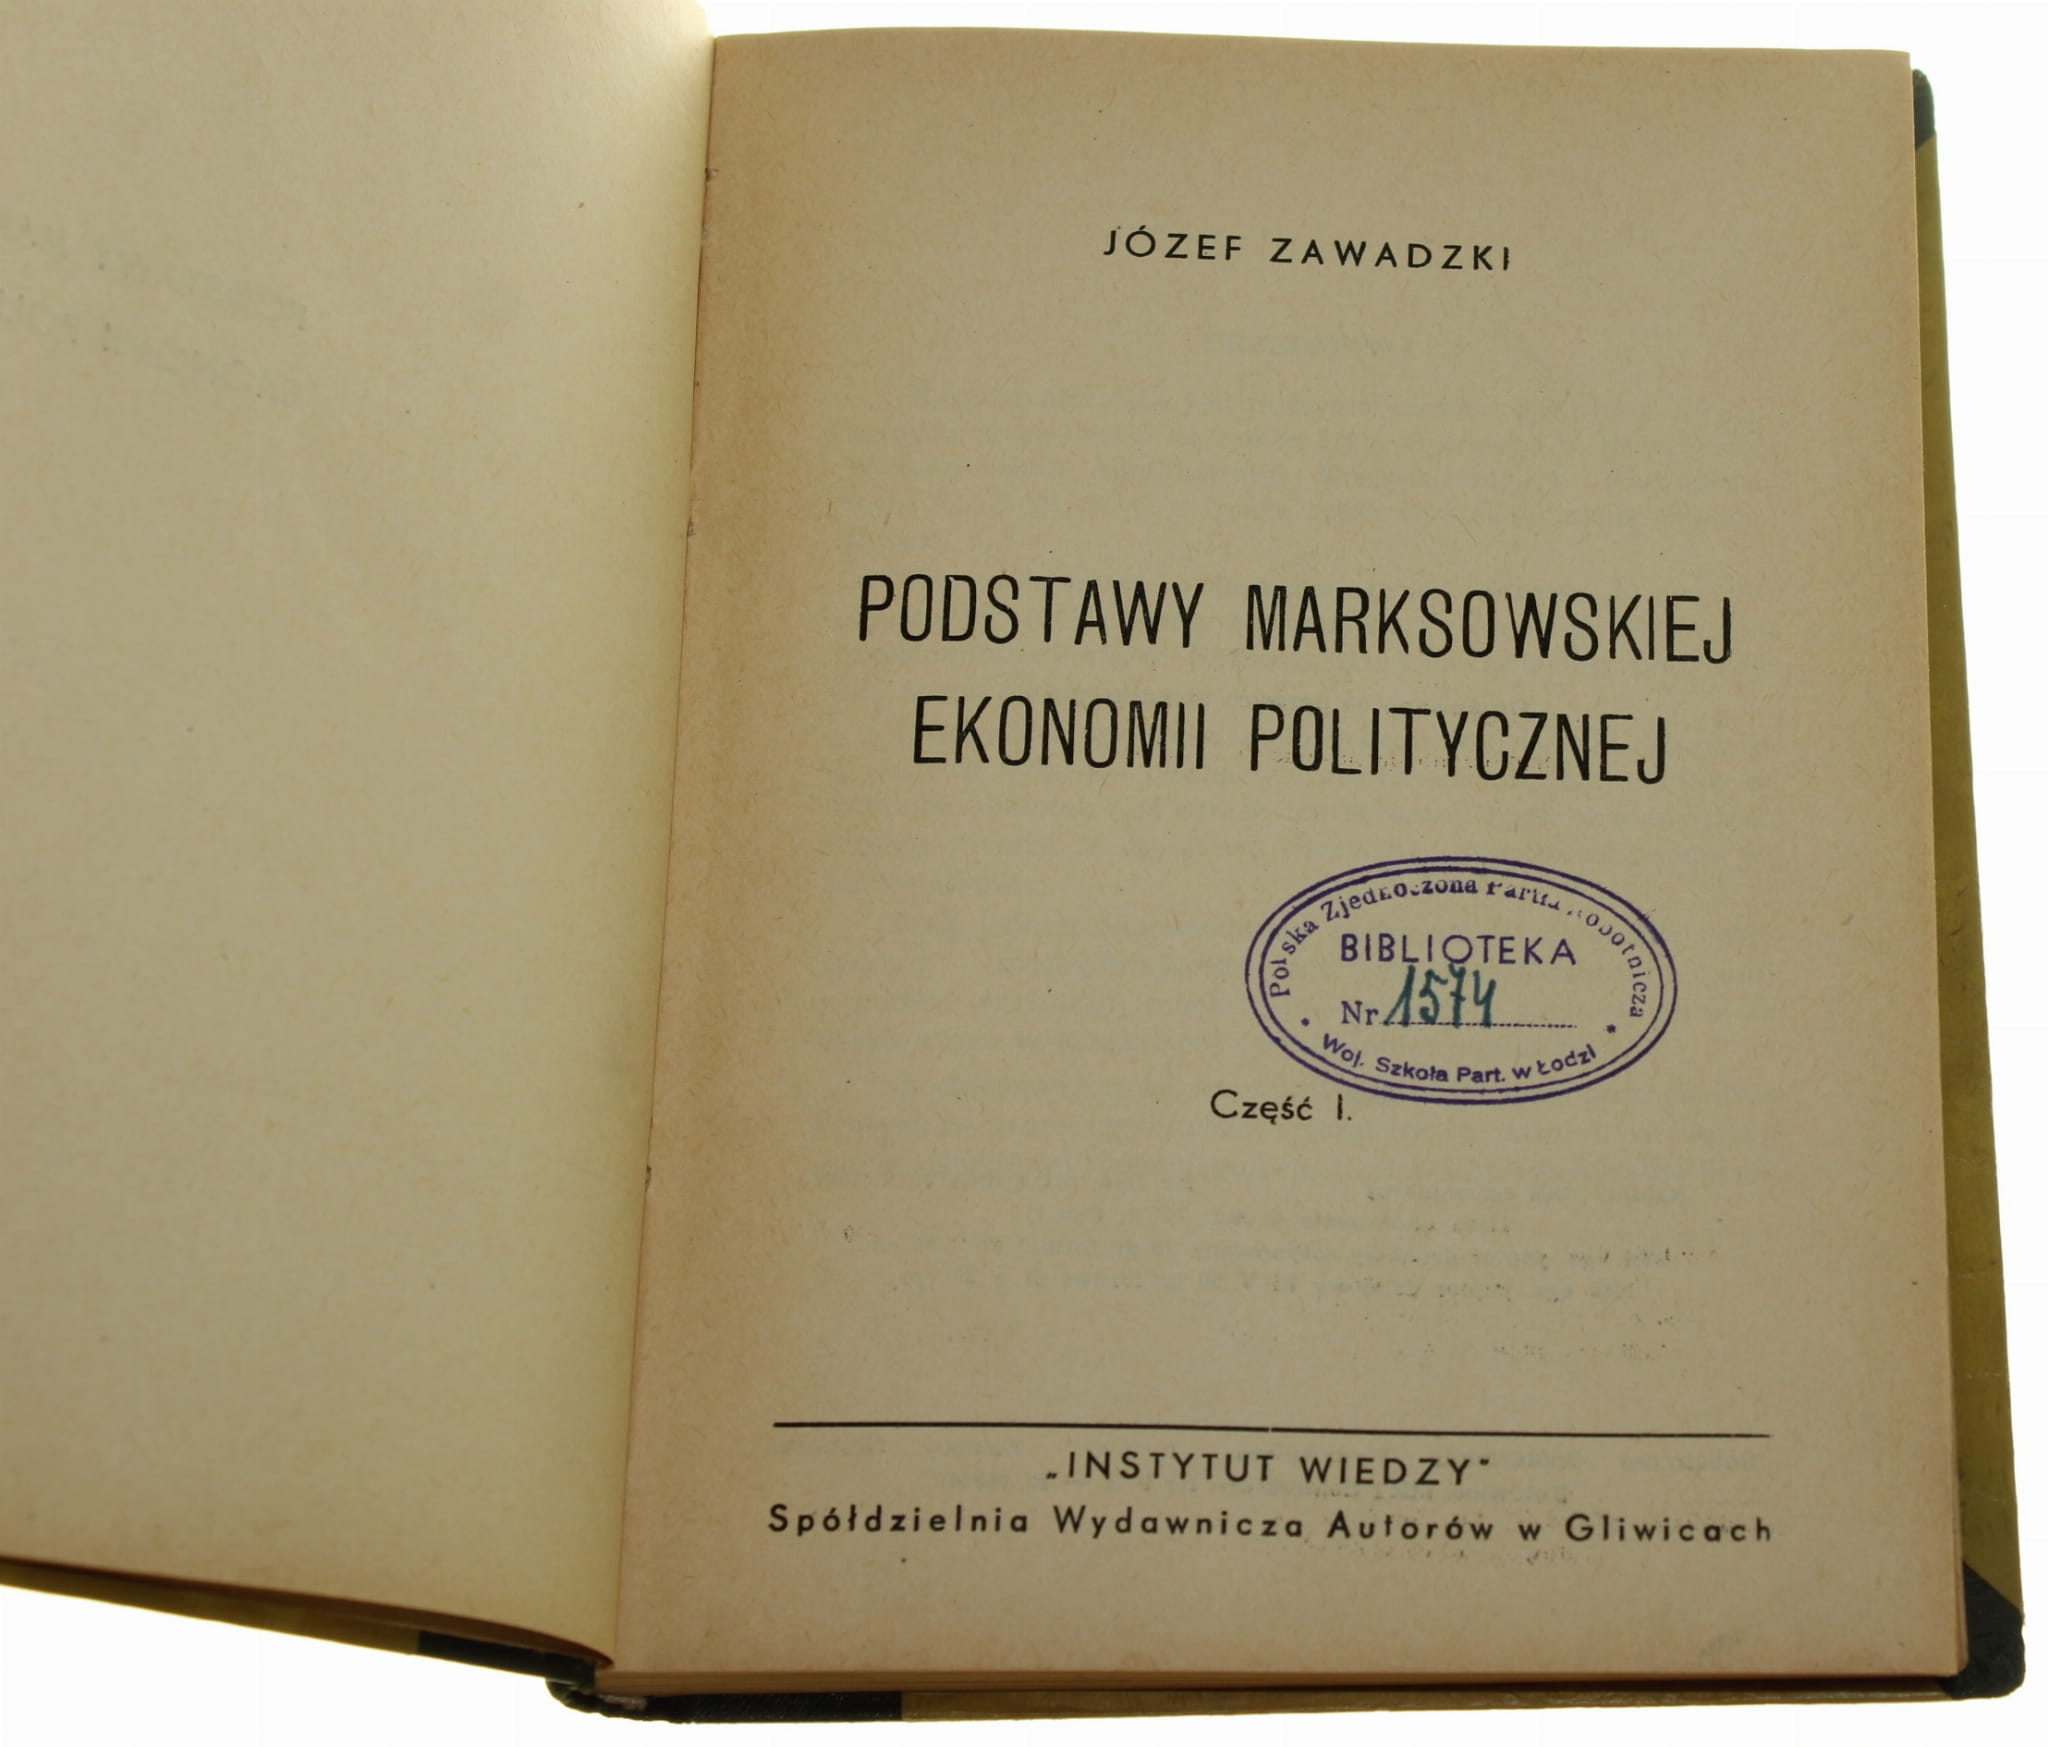 JÓZEF ZAWADZKI
PODSTAWY MARKSOWSKIEJ
EKONOMII POLITYCZNEJ
Polska Zjednoczona Partia Robotnicza
BIBLIOTEKA
Nr 1574
Woj. Szkoła Part. w Łodzi
Część I.
„INSTYTUT WIEDZY"
Spółdzielnia Wydawnicza Autorów w Gliwicach